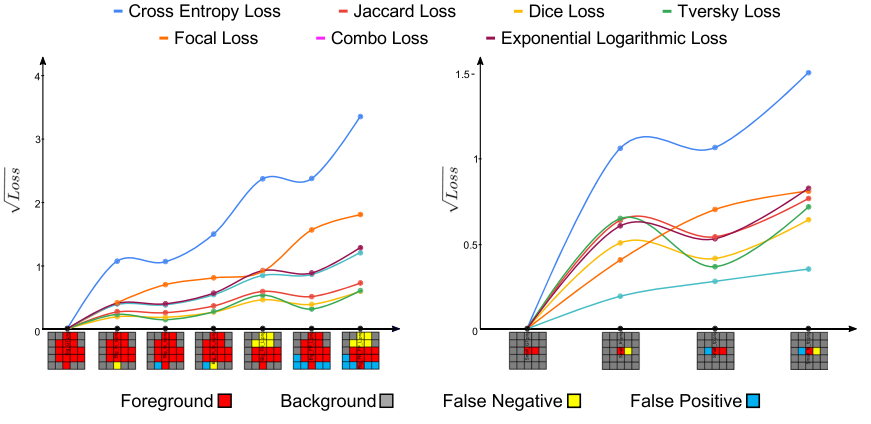 Cross Entropy Loss Jaccard Loss Dice Loss Tversky Loss
Focal Loss Combo Loss Exponential Logarithmic Loss
4
3
2
1
0
√Loss
1.5
1
0.5
0
√Loss
Foreground Background False Negative False Positive